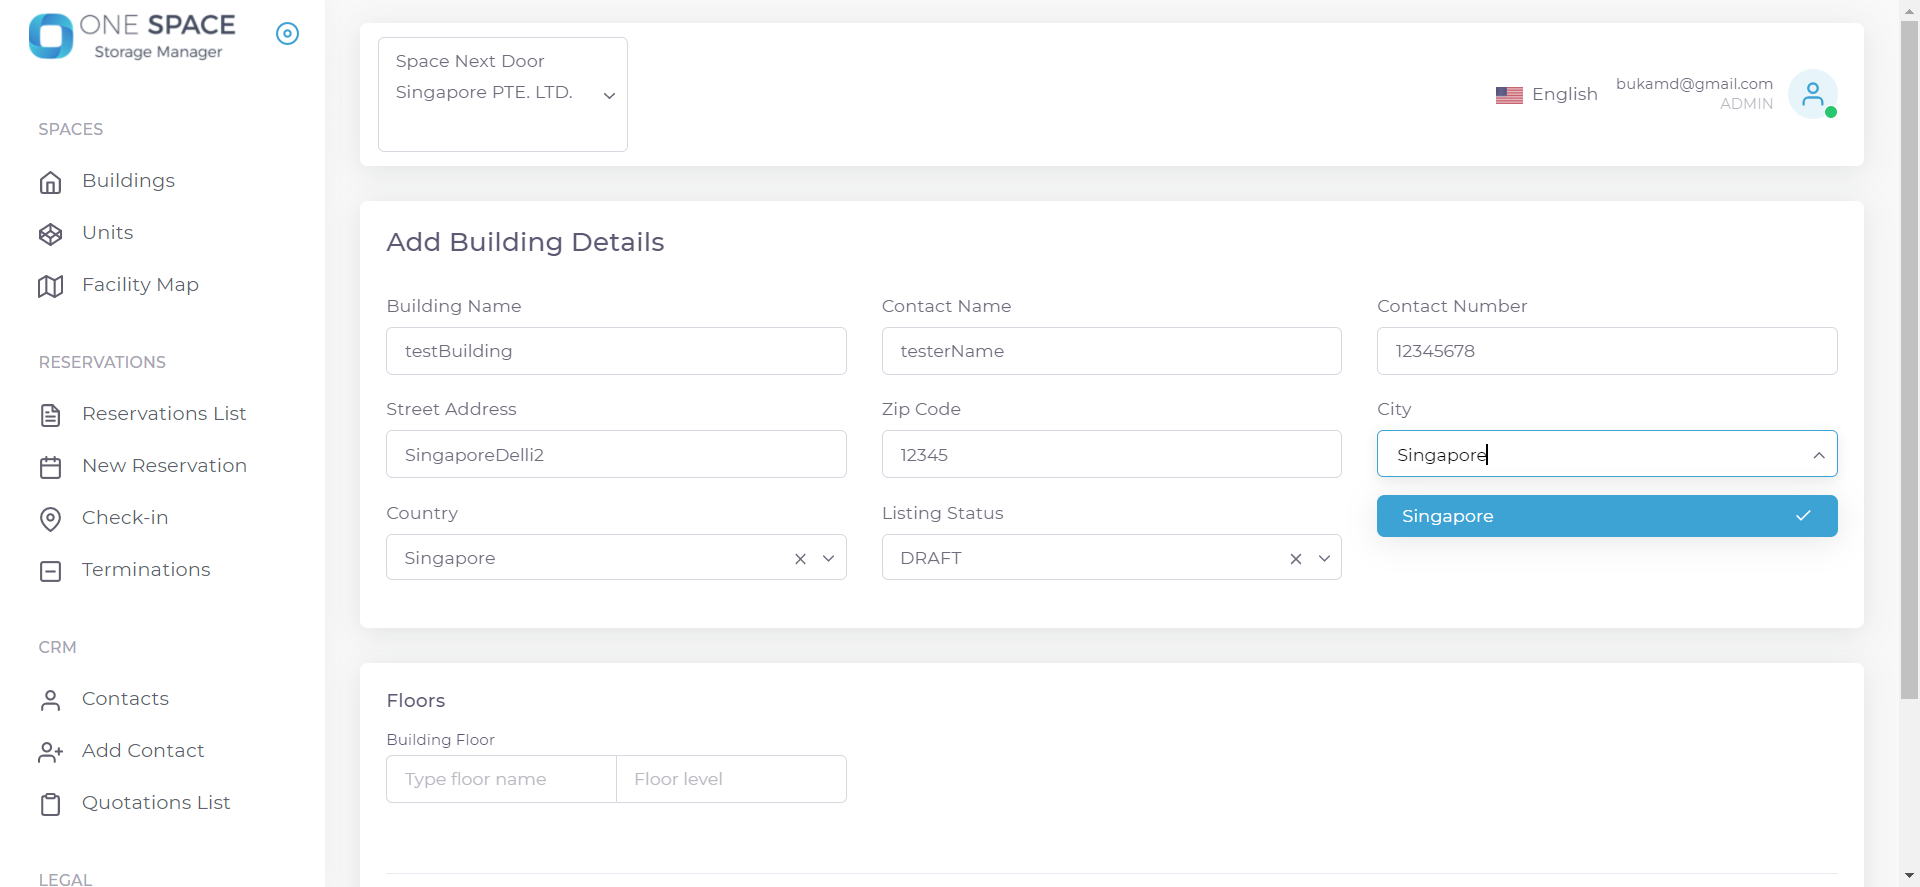 ONE SPACE
Storage Manager
SPACES
Buildings
Units
Facility Map
RESERVATIONS
Reservations List
New Reservation
Check-in
Terminations
CRM
Contacts
Add Contact
Quotations List
LEGAL
Space Next Door
Singapore PTE. LTD.
English
bukamd@gmail.com
ADMIN
Add Building Details
Building Name
Contact Name
Contact Number
testBuilding
testerName
12345678
Street Address
Zip Code
City
SingaporeDelli2
12345
Singapore
Singapore
Country
Listing Status
Singapore
DRAFT
Floors
Building Floor
Type floor name
Floor level